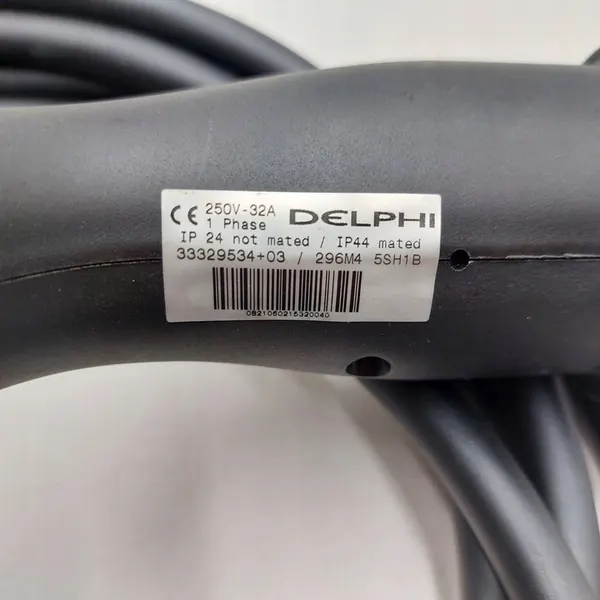 CE 250V-32A DELPHI
1 Phase
IP 24 not mated / IP44 mated
33329534+03 / 296M4 5SH1B
0821060215320040